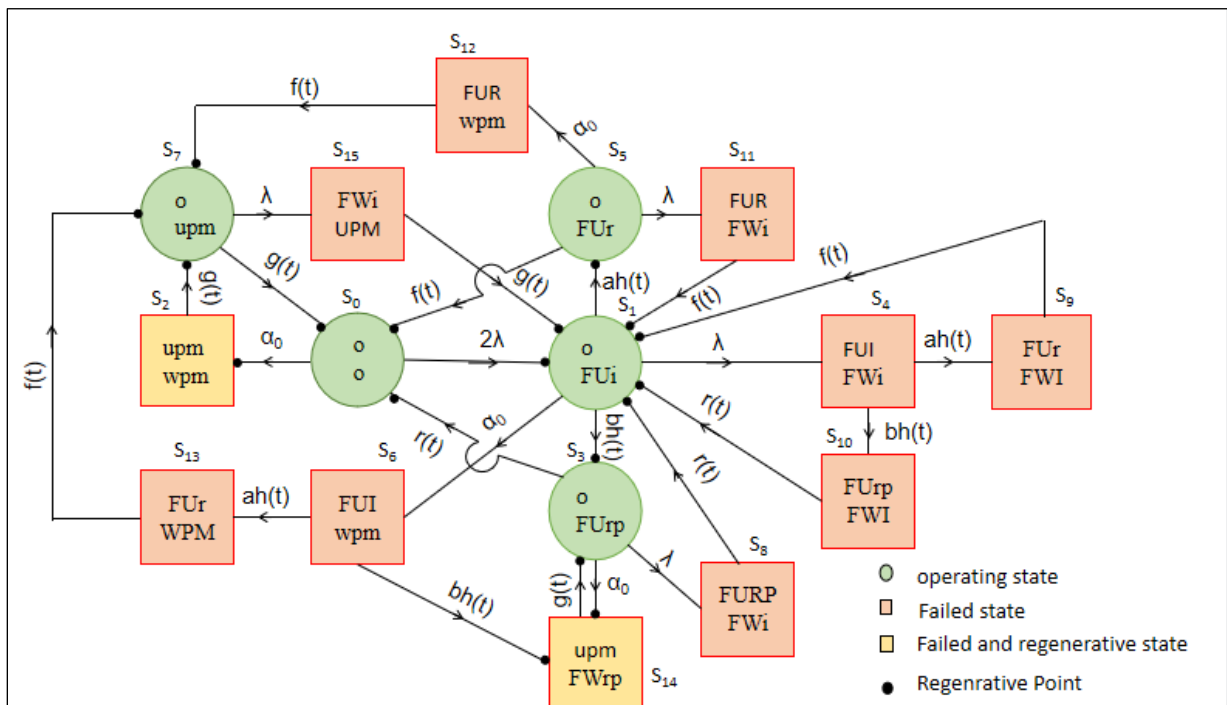 S12
FUR
wpm
f(t)
α0
S7
S15
S5
S11
o
upm
λ
FWi
UPM
o
FUr
λ
FUR
FWi
g(t)
g(t)
f(t)
g(t)
ah(t)
f(t)
f(t)
S2
S0
S1
S4
S9
upm
wpm
α0
o
o
2λ
o
FUi
λ
FUI
FWi
ah(t)
FUr
FWI
f(t)
r(t)
α0
bh(t)
r(t)
r(t)
bh(t)
S13
S6
S3
S10
FUr
WPM
ah(t)
FUI
wpm
o
FUrp
FUrp
FWI
bh(t)
g(t)
α0
λ
S8
FURP
FWi
upm
FWrp
S14
operating state
Failed state
Failed and regenerative state
Regenrative Point